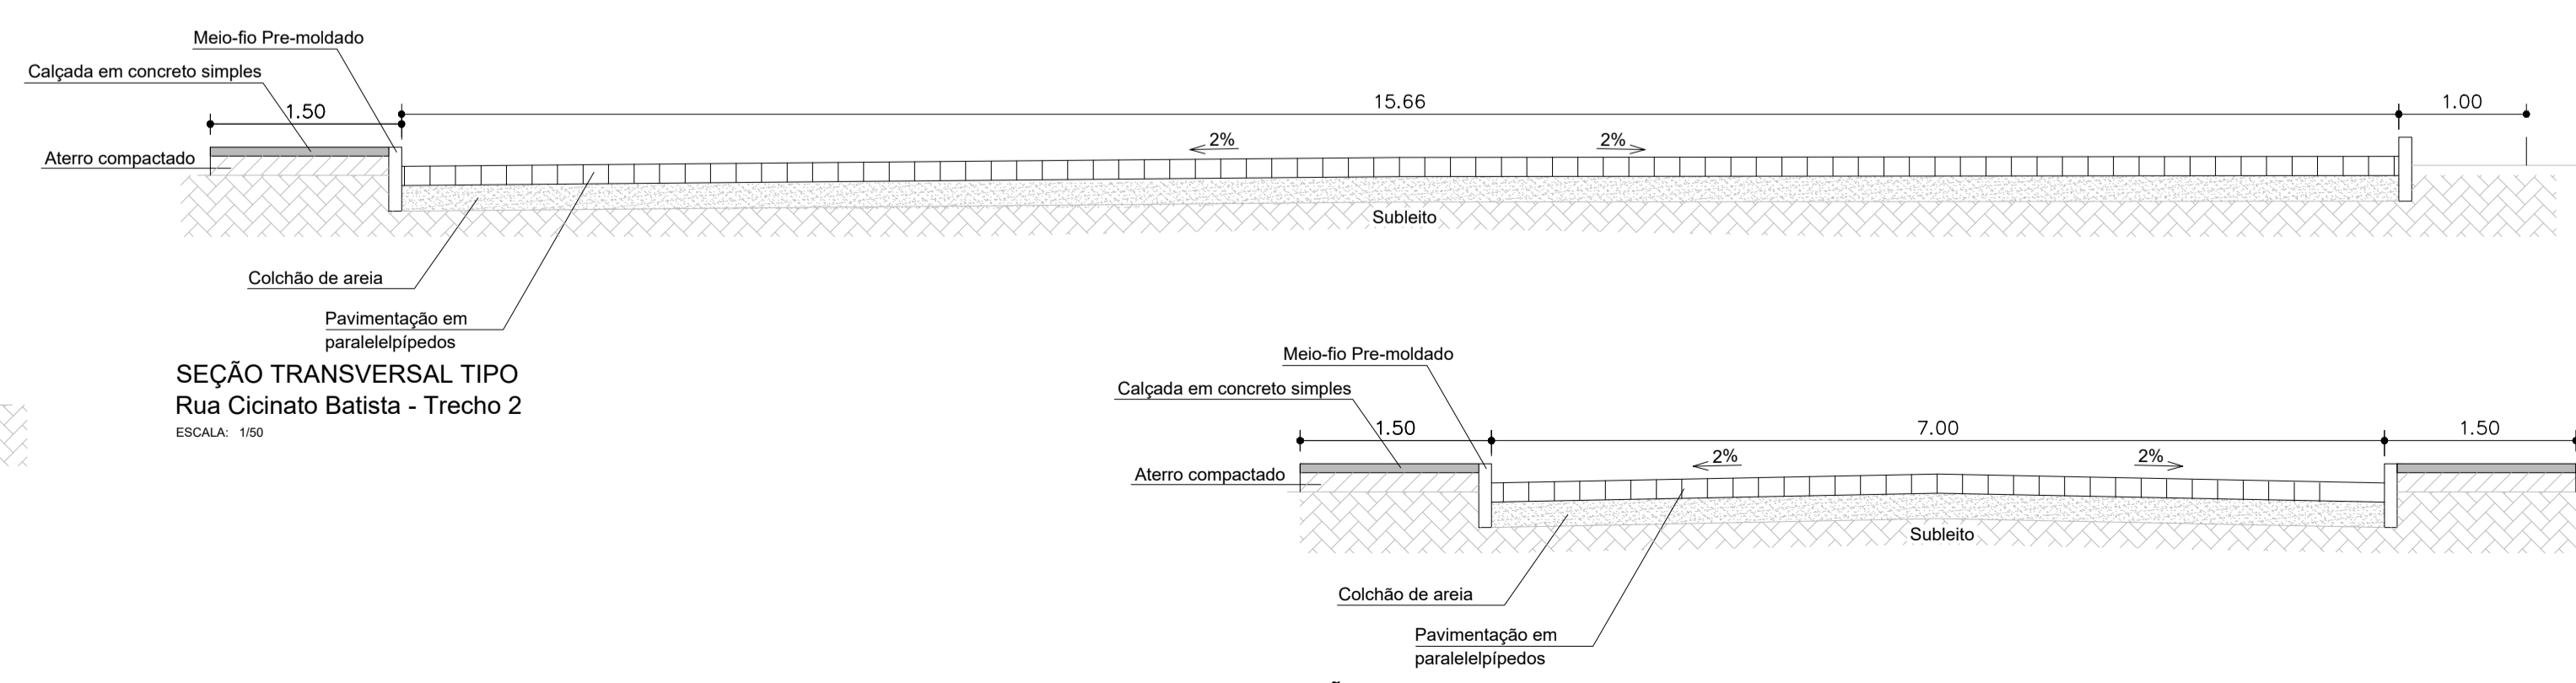 Meio-fio Pre-moldado
Calçada em concreto simples
1.50
15.66
1.00
Aterro compactado
2%
2%
Subleito
Colchão de areia
Pavimentação em
paralelelpípedos
SEÇÃO TRANSVERSAL TIPO
Rua Cicinato Batista - Trecho 2
ESCALA: 1/50
Meio-fio Pre-moldado
Calçada em concreto simples
1.50
7.00
1.50
Aterro compactado
2%
2%
Subleito
Colchão de areia
Pavimentação em
paralelelpípedos